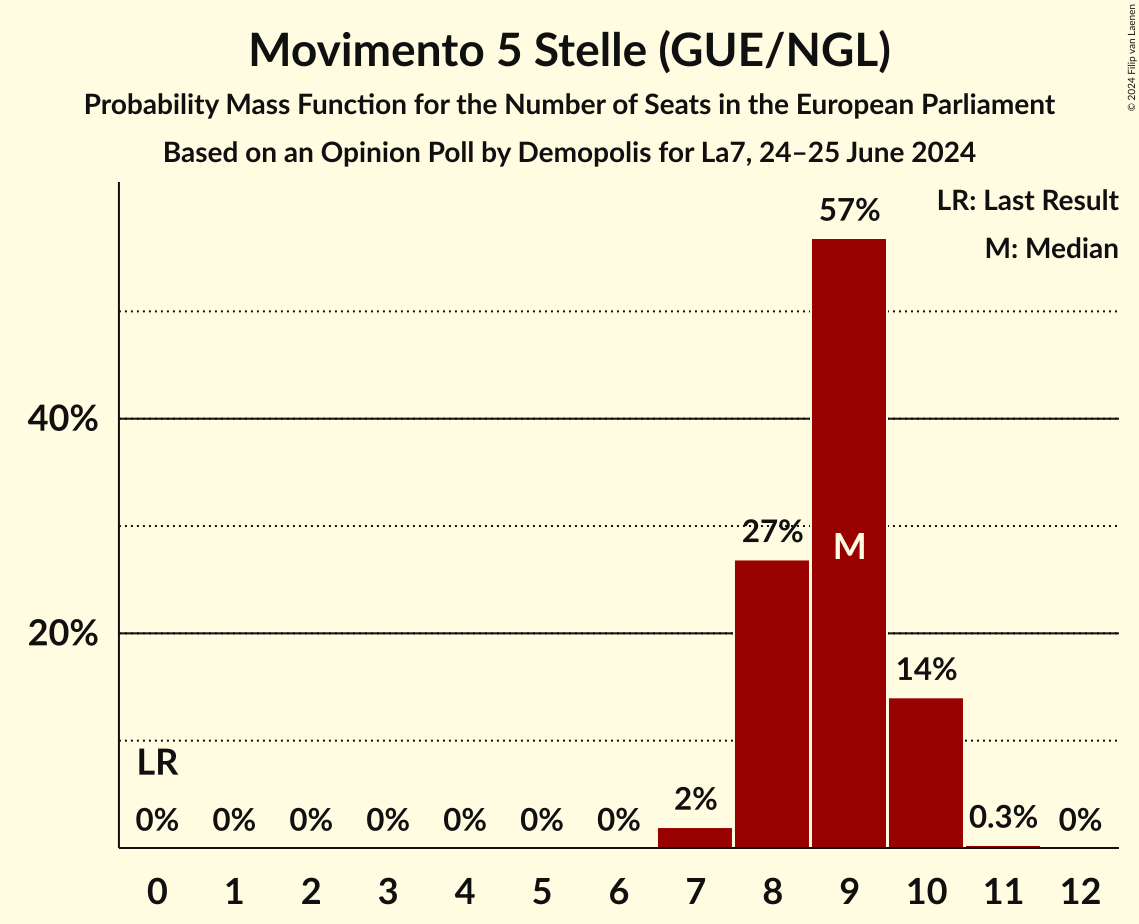 Movimento 5 Stelle (GUE/NGL)
Probability Mass Function for the Number of Seats in the European Parliament
Based on an Opinion Poll by Demopolis for La7, 24–25 June 2024
© 2024 Filip van Laenen
LR: Last Result
M: Median
57%
40%
27%
M
20%
14%
LR
0% 0% 0% 0% 0% 0% 0% 2% 0.3% 0%
0 1 2 3 4 5 6 7 8 9 10 11 12